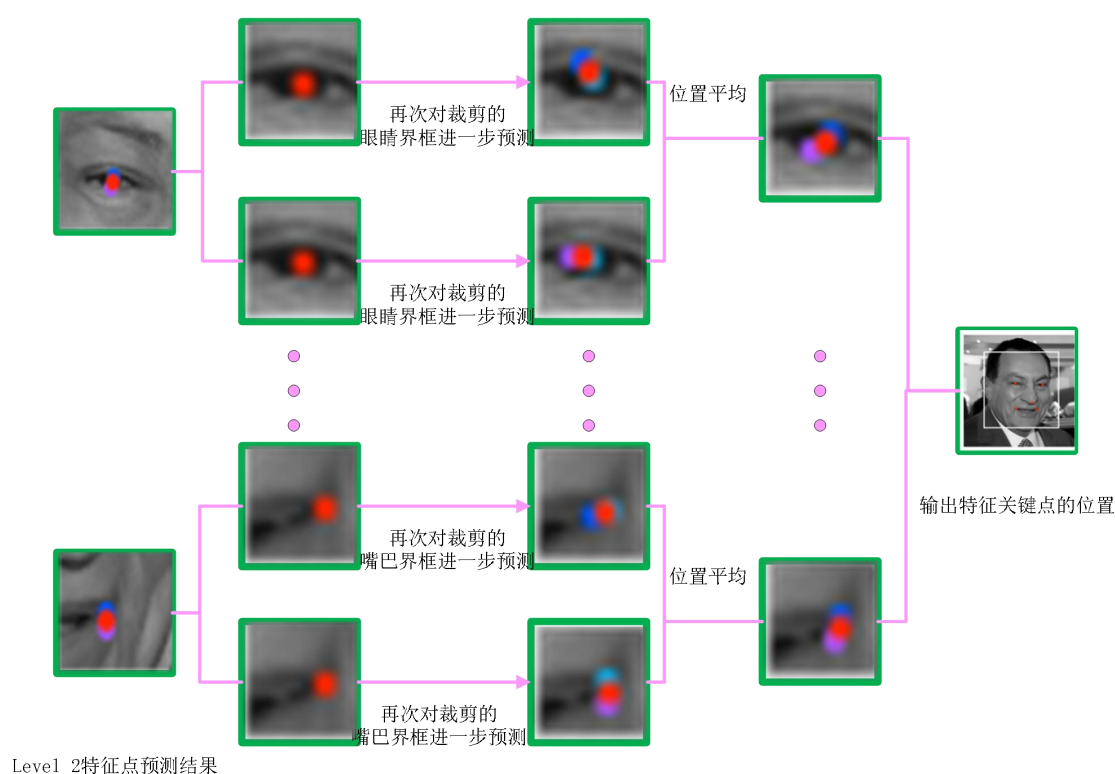 再次对裁剪的
眼睛界框进一步预测
位置平均
再次对裁剪的
眼睛界框进一步预测
输出特征关键点的位置
再次对裁剪的
嘴巴界框进一步预测
位置平均
再次对裁剪的
嘴巴界框进一步预测
Level 2特征点预测结果